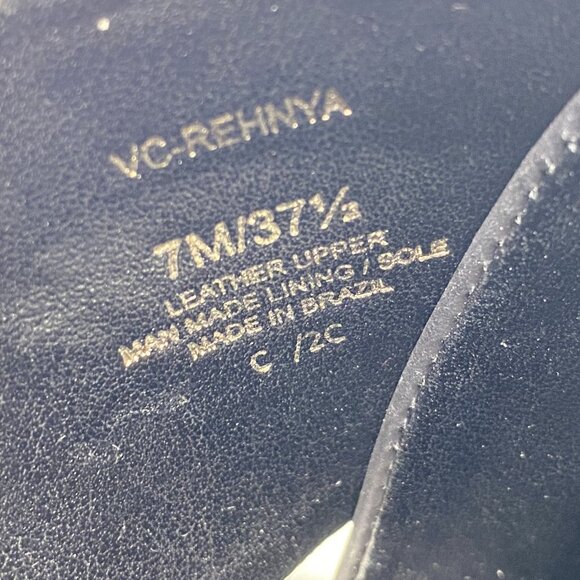 VC-REHNYA
7M/37½
LEATHER UPPER
MAN MADE LINING / SOLE
MADE IN BRAZIL
C /2C